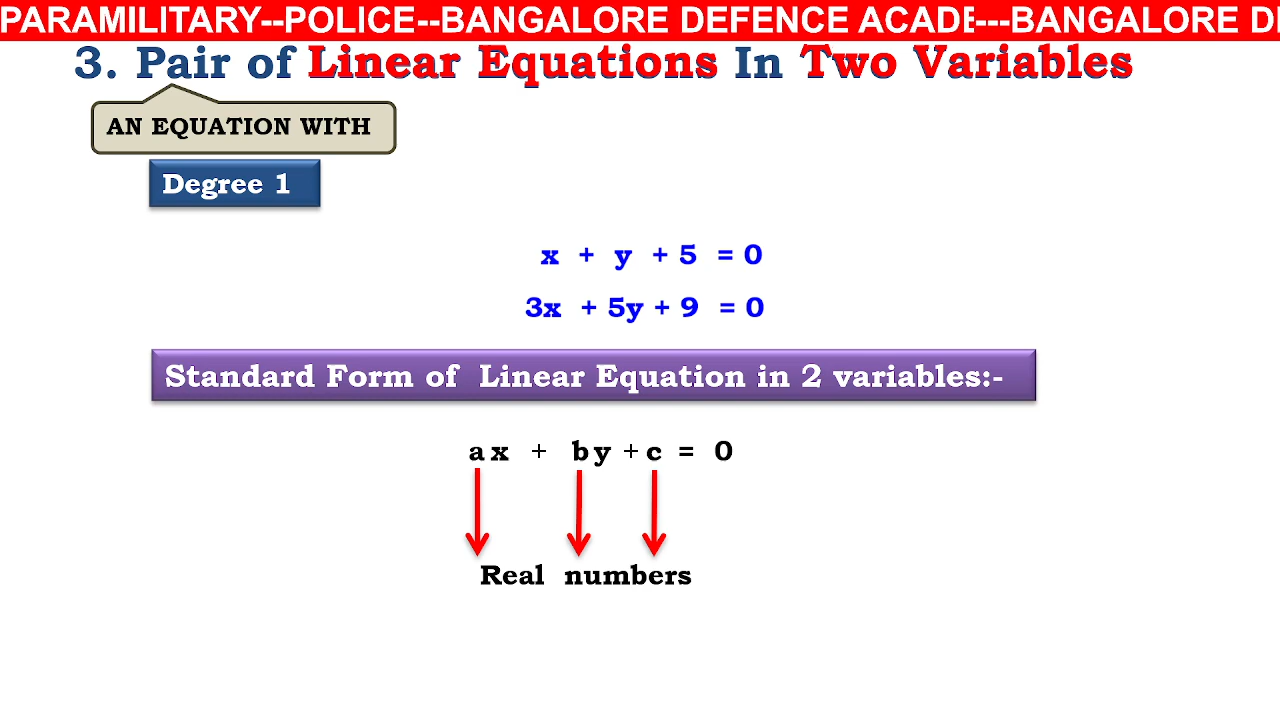 PARAMILITARY--POLICE--BANGALORE DEFENCE ACADE---BANGALORE DE
3. Pair of Linear Equations In Two Variables
AN EQUATION WITH
Degree 1
x + y + 5 = 0
3x + 5y + 9 = 0
Standard Form of Linear Equation in 2 variables:-
ax + by + c = 0
Real numbers